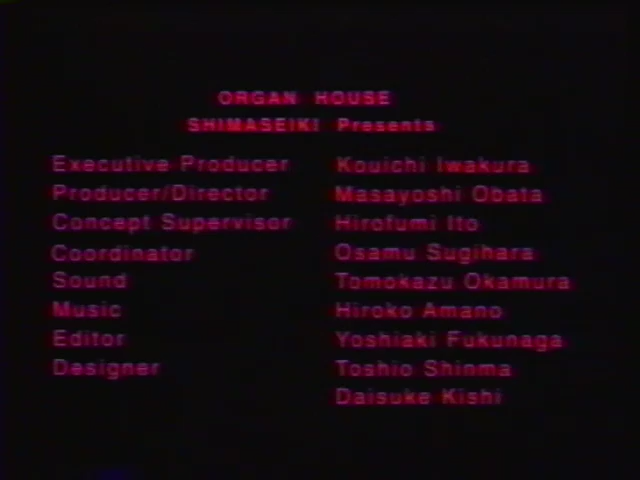 ORGAN HOUSE
SHIMASEIKI Presents
Executive Producer Kouichi Iwakura
Producer/Director Masayoshi Obata
Concept Supervisor Hirofumi Ito
Coordinator Osamu Sugihara
Sound Tomokazu Okamura
Music Hiroko Amano
Editor Yoshiaki Fukunaga
Designer Toshio Shinma
Daisuke Kishi